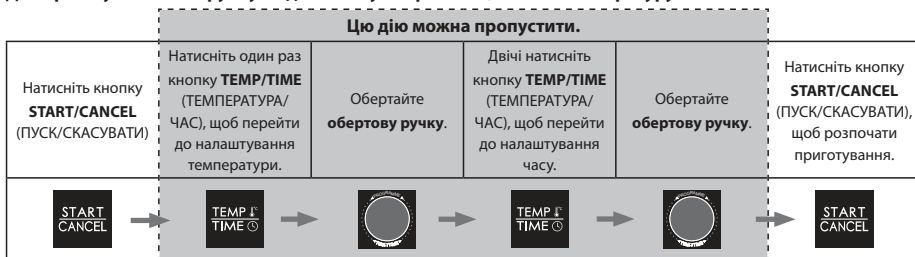 Цю дію можна пропустити.
Натисніть кнопку
START/CANCEL
(ПУСК/СКАСУВАТИ)
Натисніть один раз
кнопку TEMP/TIME
(ТЕМПЕРАТУРА/
ЧАС), щоб перейти
до налаштування
температури.
Обертайте
обертову ручку.
Двічі натисніть
кнопку TEMP/TIME
(ТЕМПЕРАТУРА/
ЧАС), щоб перейти
до налаштування
часу.
Обертайте
обертову ручку.
Натисніть кнопку
START/CANCEL
(ПУСК/СКАСУВАТИ),
щоб розпочати
приготування.
START
CANCEL
TEMP
TIME
TEMP
TIME
START
CANCEL